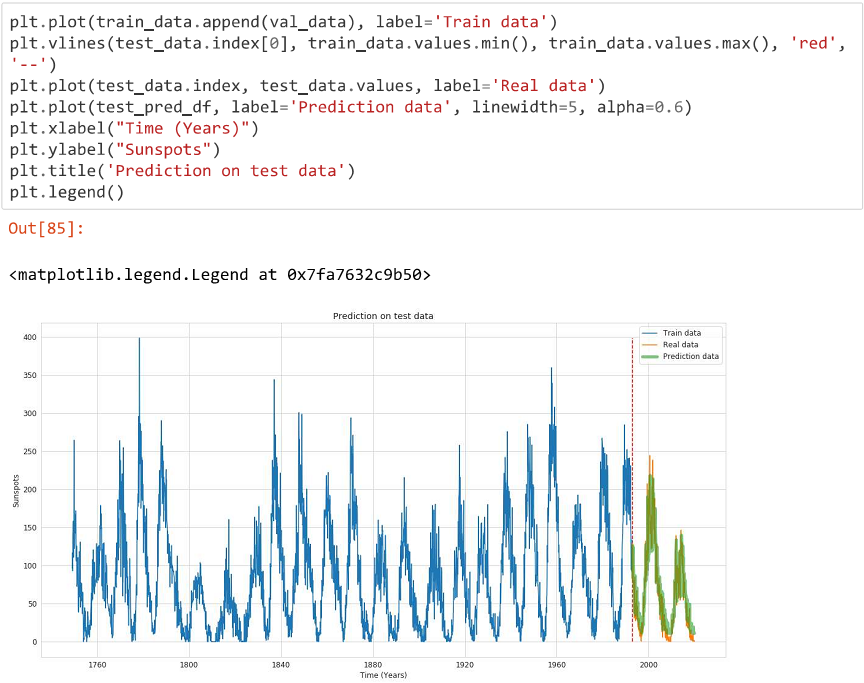 plt.plot(train_data.append(val_data), label='Train data')
plt.vlines(test_data.index[0], train_data.values.min(), train_data.values.max(), 'red',
'--')
plt.plot(test_data.index, test_data.values, label='Real data')
plt.plot(test_pred_df, label='Prediction data', linewidth=5, alpha=0.6)
plt.xlabel("Time (Years)")
plt.ylabel("Sunspots")
plt.title('Prediction on test data')
plt.legend()
Out[85]:
<matplotlib.legend.Legend at 0x7fa7632c9b50>
Prediction on test data
Train data
Real data
Prediction data
400
350
300
250
200
150
100
50
0
Sunspots
1760 1800 1840 1880 1920 1960 2000
Time (Years)